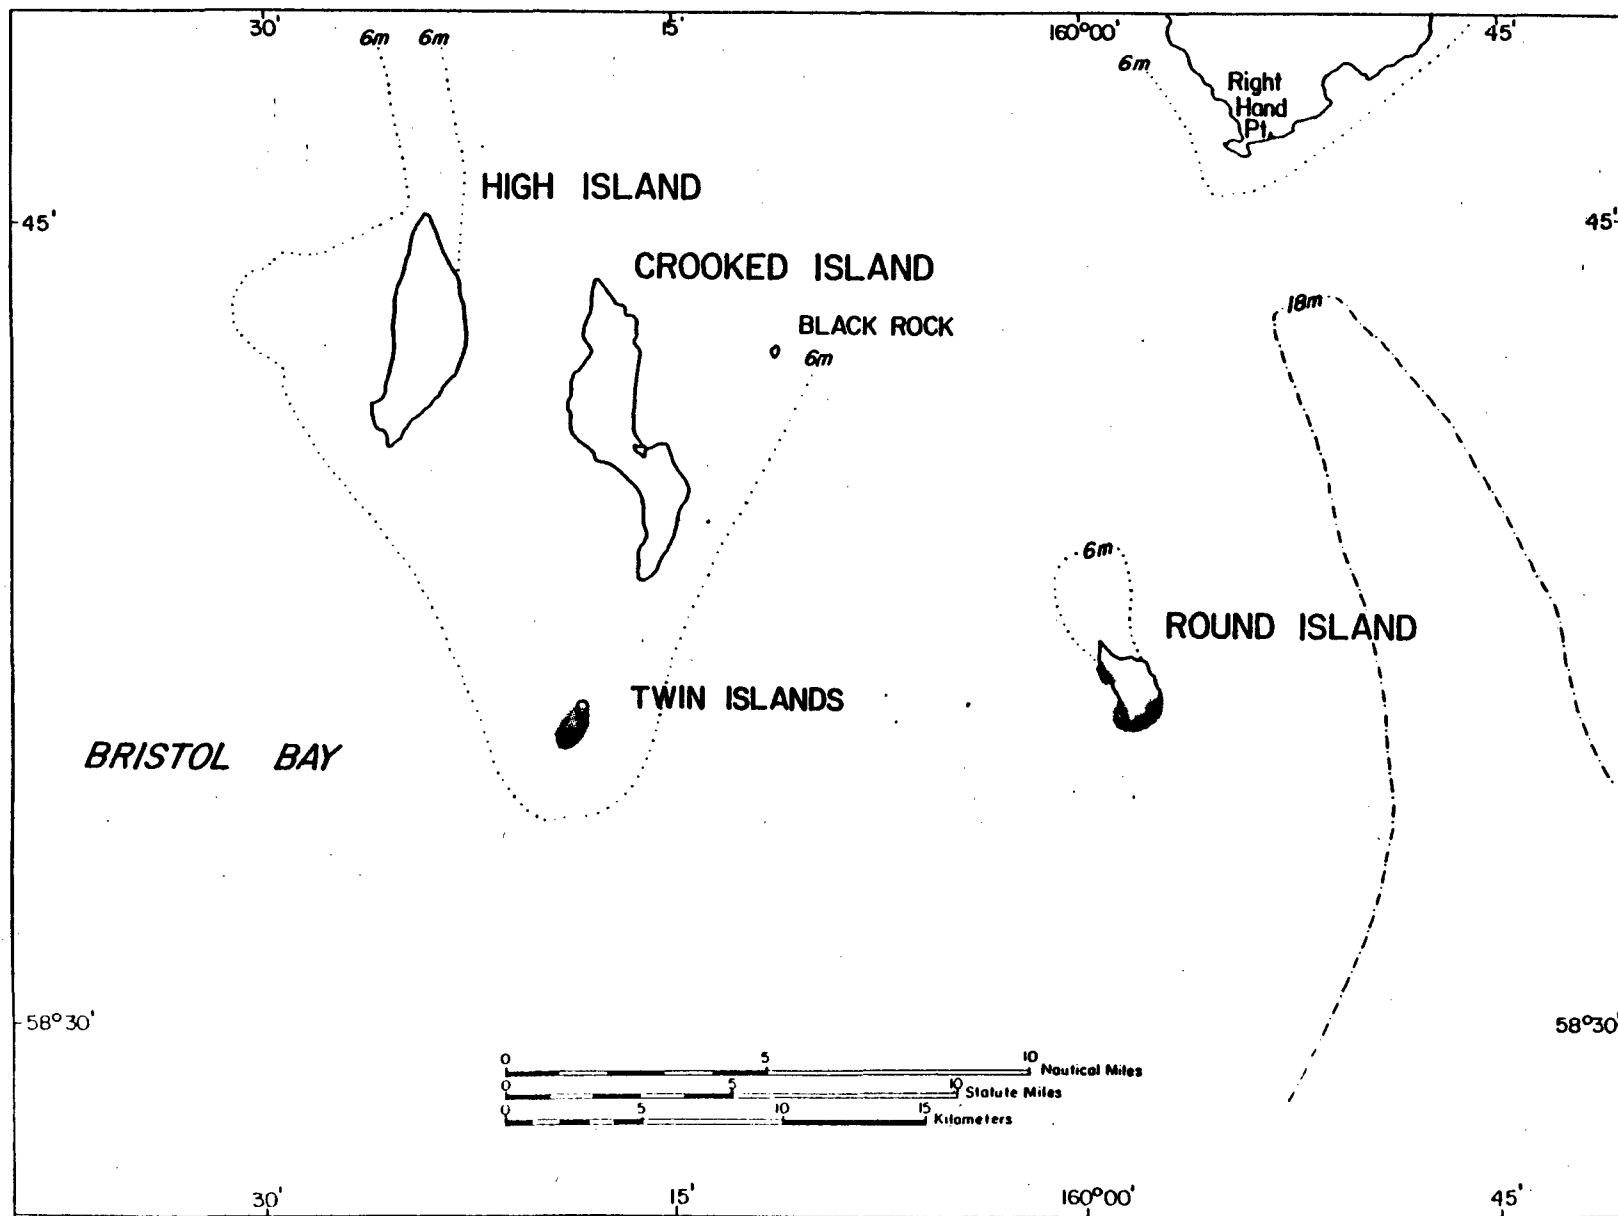 30'
15'
160°00'
45'
6m
6m
6m
Right
Hand
Pt.
HIGH ISLAND
45'
45'
CROOKED ISLAND
18m
BLACK ROCK
6m
6m
ROUND ISLAND
TWIN ISLANDS
BRISTOL BAY
58°30'
58°30'
0 5 10 Nautical Miles
0 5 10 Statute Miles
0 5 10 15 Kilometers
30'
15'
160°00'
45'